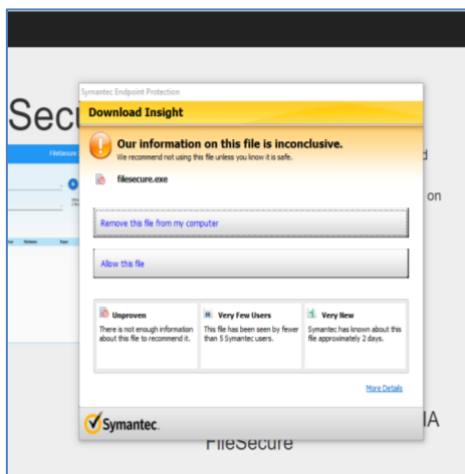 Symantec Endpoint Protection
Download Insight
Secu
FileSecure
Our information on this file is inconclusive.
We recommend not using this file unless you know it is safe.
filesecure.exe
on
Remove this file from my computer
Allow this file
Unproven
There is not enough information
about this file to recommend it.
Very Few Users
This file has been seen by fewer
than 5 Symantec users.
Very New
Symantec has known about this
file approximately 2 days.
More Details
Symantec.
IA
FileSecure